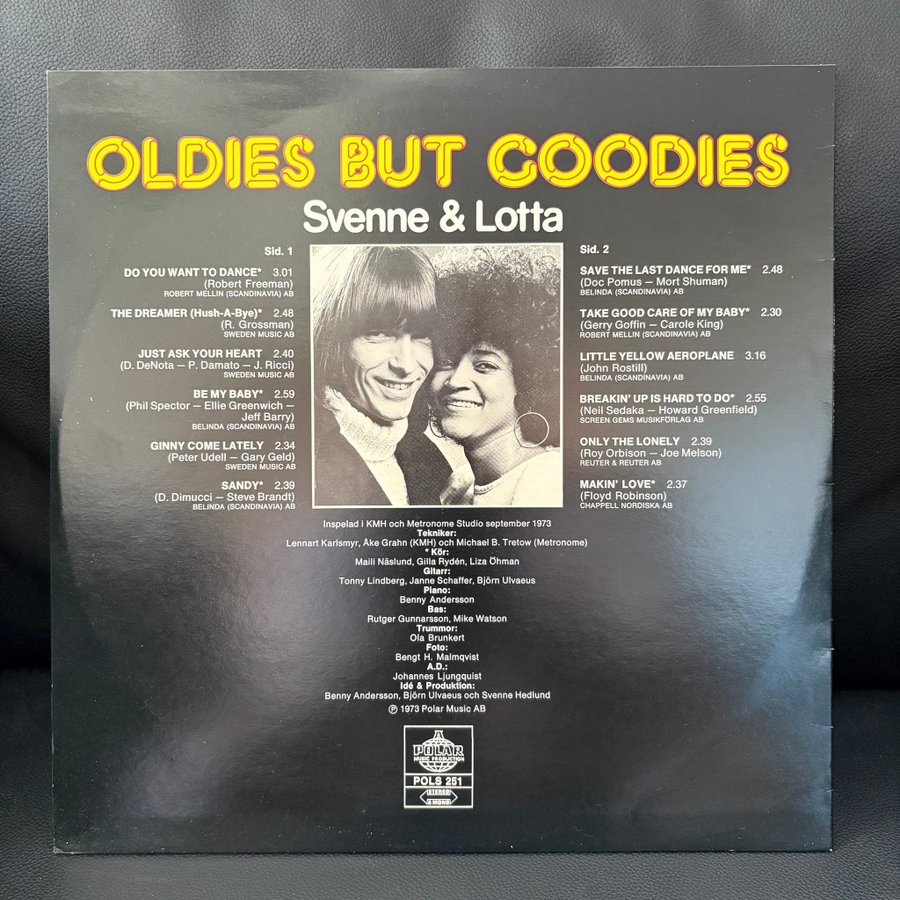 OLDIES BUT GOODIES
Svenne & Lotta
Sid. 1
DO YOU WANT TO DANCE* 3.01
(Robert Freeman)
ROBERT MELLIN (SCANDINAVIA) AB
THE DREAMER (Hush-A-Bye)* 2.48
(R. Grossman)
SWEDEN MUSIC AB
JUST ASK YOUR HEART 2.40
(D. DeNota – P. Damato – J. Ricci)
SWEDEN MUSIC AB
BE MY BABY* 2.59
(Phil Spector – Ellie Greenwich –
Jeff Barry)
BELINDA (SCANDINAVIA) AB
GINNY COME LATELY 2.34
(Peter Udell – Gary Geld)
SWEDEN MUSIC AB
SANDY* 2.39
(D. Dimucci – Steve Brandt)
BELINDA (SCANDINAVIA) AB
Sid. 2
SAVE THE LAST DANCE FOR ME* 2.48
(Doc Pomus – Mort Shuman)
BELINDA (SCANDINAVIA) AB
TAKE GOOD CARE OF MY BABY* 2.30
(Gerry Goffin – Carole King)
ROBERT MELLIN (SCANDINAVIA) AB
LITTLE YELLOW AEROPLANE 3.16
(John Rostill)
BELINDA (SCANDINAVIA) AB
BREAKIN' UP IS HARD TO DO* 2.55
(Neil Sedaka – Howard Greenfield)
SCREEN GEMS MUSIKFÖRLAG AB
ONLY THE LONELY 2.39
(Roy Orbison – Joe Melson)
REUTER & REUTER AB
MAKIN' LOVE* 2.37
(Floyd Robinson)
CHAPPELL NORDISKA AB
Inspelad i KMH och Metronome Studio september 1973
Tekniker:
Lennart Karlsmyr, Åke Grahn (KMH) och Michael B. Tretow (Metronome)
* Kör:
Maili Näslund, Gilla Rydén, Liza Öhman
Gitarr:
Tonny Lindberg, Janne Schaffer, Björn Ulvaeus
Piano:
Benny Andersson
Bas:
Rutger Gunnarsson, Mike Watson
Trummor:
Ola Brunkert
Foto:
Bengt H. Malmqvist
A.D.:
Johannes Ljungquist
Idé & Produktion:
Benny Andersson, Björn Ulvaeus och Svenne Hedlund
℗ 1973 Polar Music AB
POLAR
MUSIC PRODUCTION
POLS 251
STEREO
& MONO